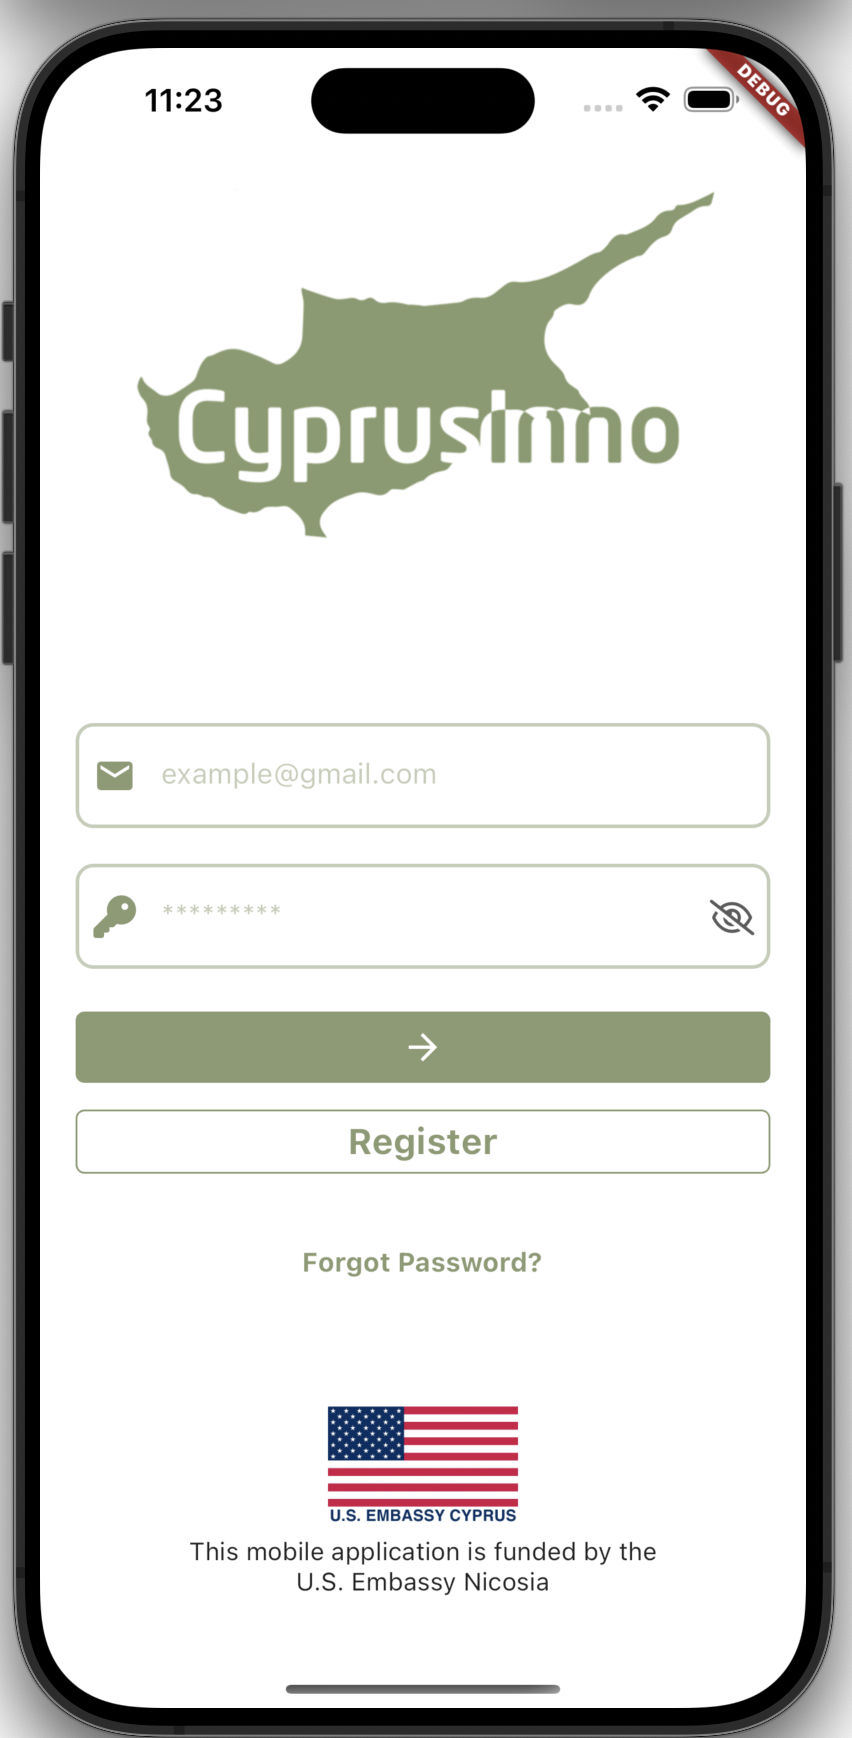 11:23
DEBUG
CyprusInno
example@gmail.com
*********
Register
Forgot Password?
U.S. EMBASSY CYPRUS
This mobile application is funded by the
U.S. Embassy Nicosia